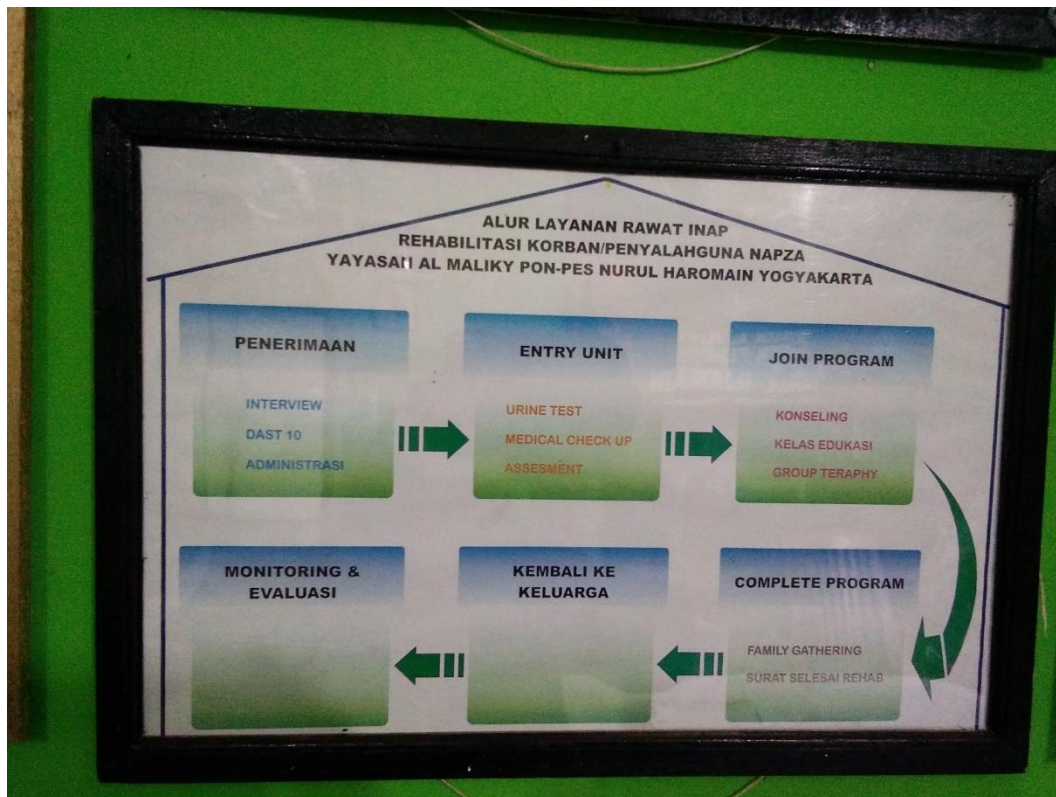 ALUR LAYANAN RAWAT INAP
REHABILITASI KORBAN/PENYALAHGUNA NAPZA
YAYASAN AL MALIKY PON-PES NURUL HAROMAIN YOGYAKARTA
PENERIMAAN
INTERVIEW
DAST 10
ADMINISTRASI
ENTRY UNIT
URINE TEST
MEDICAL CHECK UP
ASSESMENT
JOIN PROGRAM
KONSELING
KELAS EDUKASI
GROUP TERAPHY
COMPLETE PROGRAM
FAMILY GATHERING
SURAT SELESAI REHAB
KEMBALI KE
KELUARGA
MONITORING &
EVALUASI